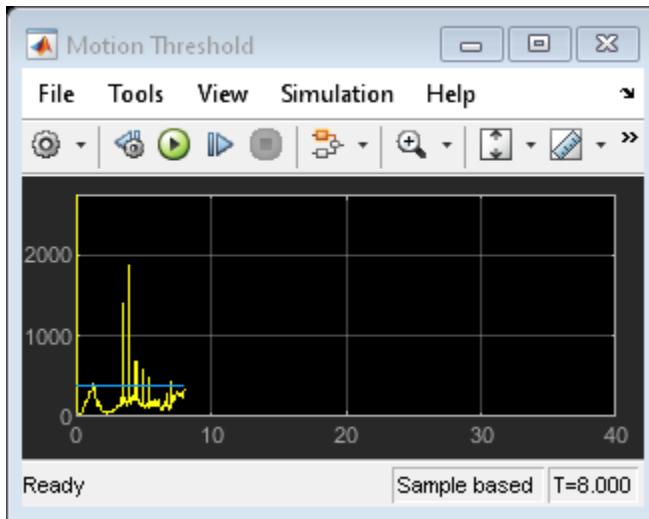 Motion Threshold
File Tools View Simulation Help
2000
1000
0
0 10 20 30 40
Ready Sample based T=8.000